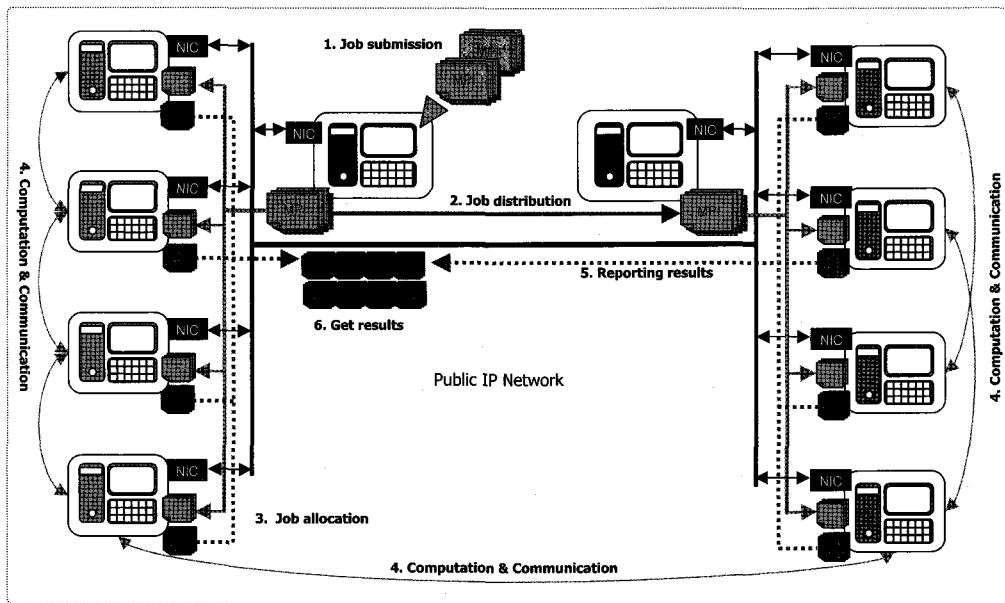 1. Job submission
NIC
NIC
NIC
NIC
2. Job distribution
NIC
NIC
5. Reporting results
6. Get results
NIC
NIC
Public IP Network
NIC
NIC
3. Job allocation
4. Computation & Communication
4. Computation & Communication
4. Computation & Communication